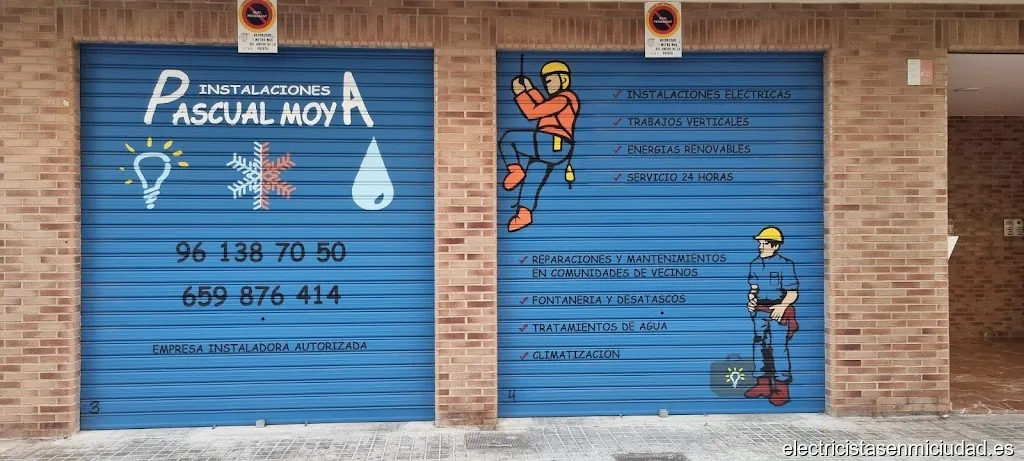 INSTALACIONES
PASCUAL MOYA
96 138 70 50
659 876 414
EMPRESA INSTALADORA AUTORIZADA
3
✓ INSTALACIONES ELECTRICAS
✓ TRABAJOS VERTICALES
✓ ENERGIAS RENOVABLES
✓ SERVICIO 24 HORAS
✓ REPARACIONES Y MANTENIMIENTOS
EN COMUNIDADES DE VECINOS
✓ FONTANERIA Y DESATASCOS
✓ TRATAMIENTOS DE AGUA
✓ CLIMATIZACION
4
electricistasenmiciudad.es